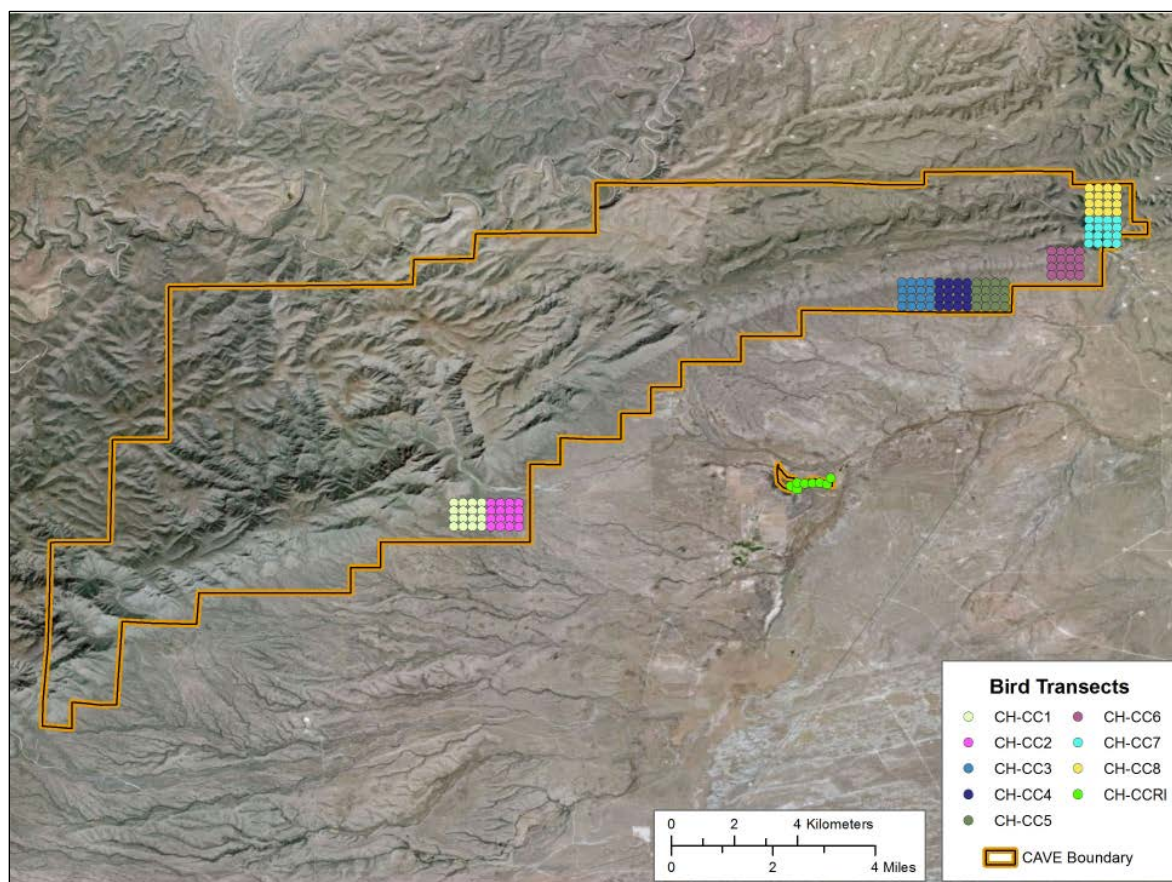 Bird Transects
CH-CC1 CH-CC6
CH-CC2 CH-CC7
CH-CC3 CH-CC8
CH-CC4 CH-CCRI
CH-CC5
CAVE Boundary
0 2 4 Kilometers
0 2 4 Miles